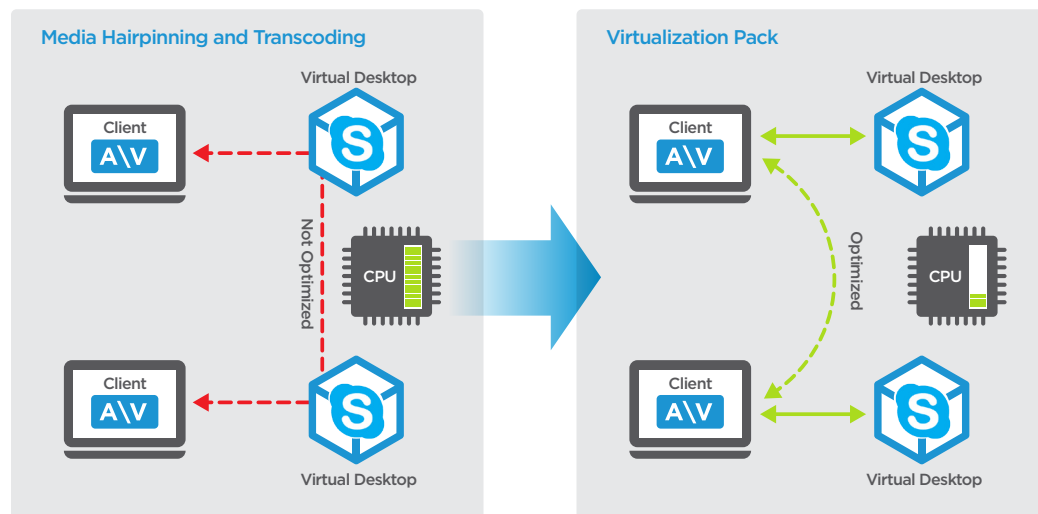 Media Hairpinning and Transcoding
Virtual Desktop
Client
A\V
S
Not Optimized
CPU
Client
A\V
S
Virtual Desktop
Virtualization Pack
Virtual Desktop
Client
A\V
S
Optimized
CPU
Client
A\V
S
Virtual Desktop